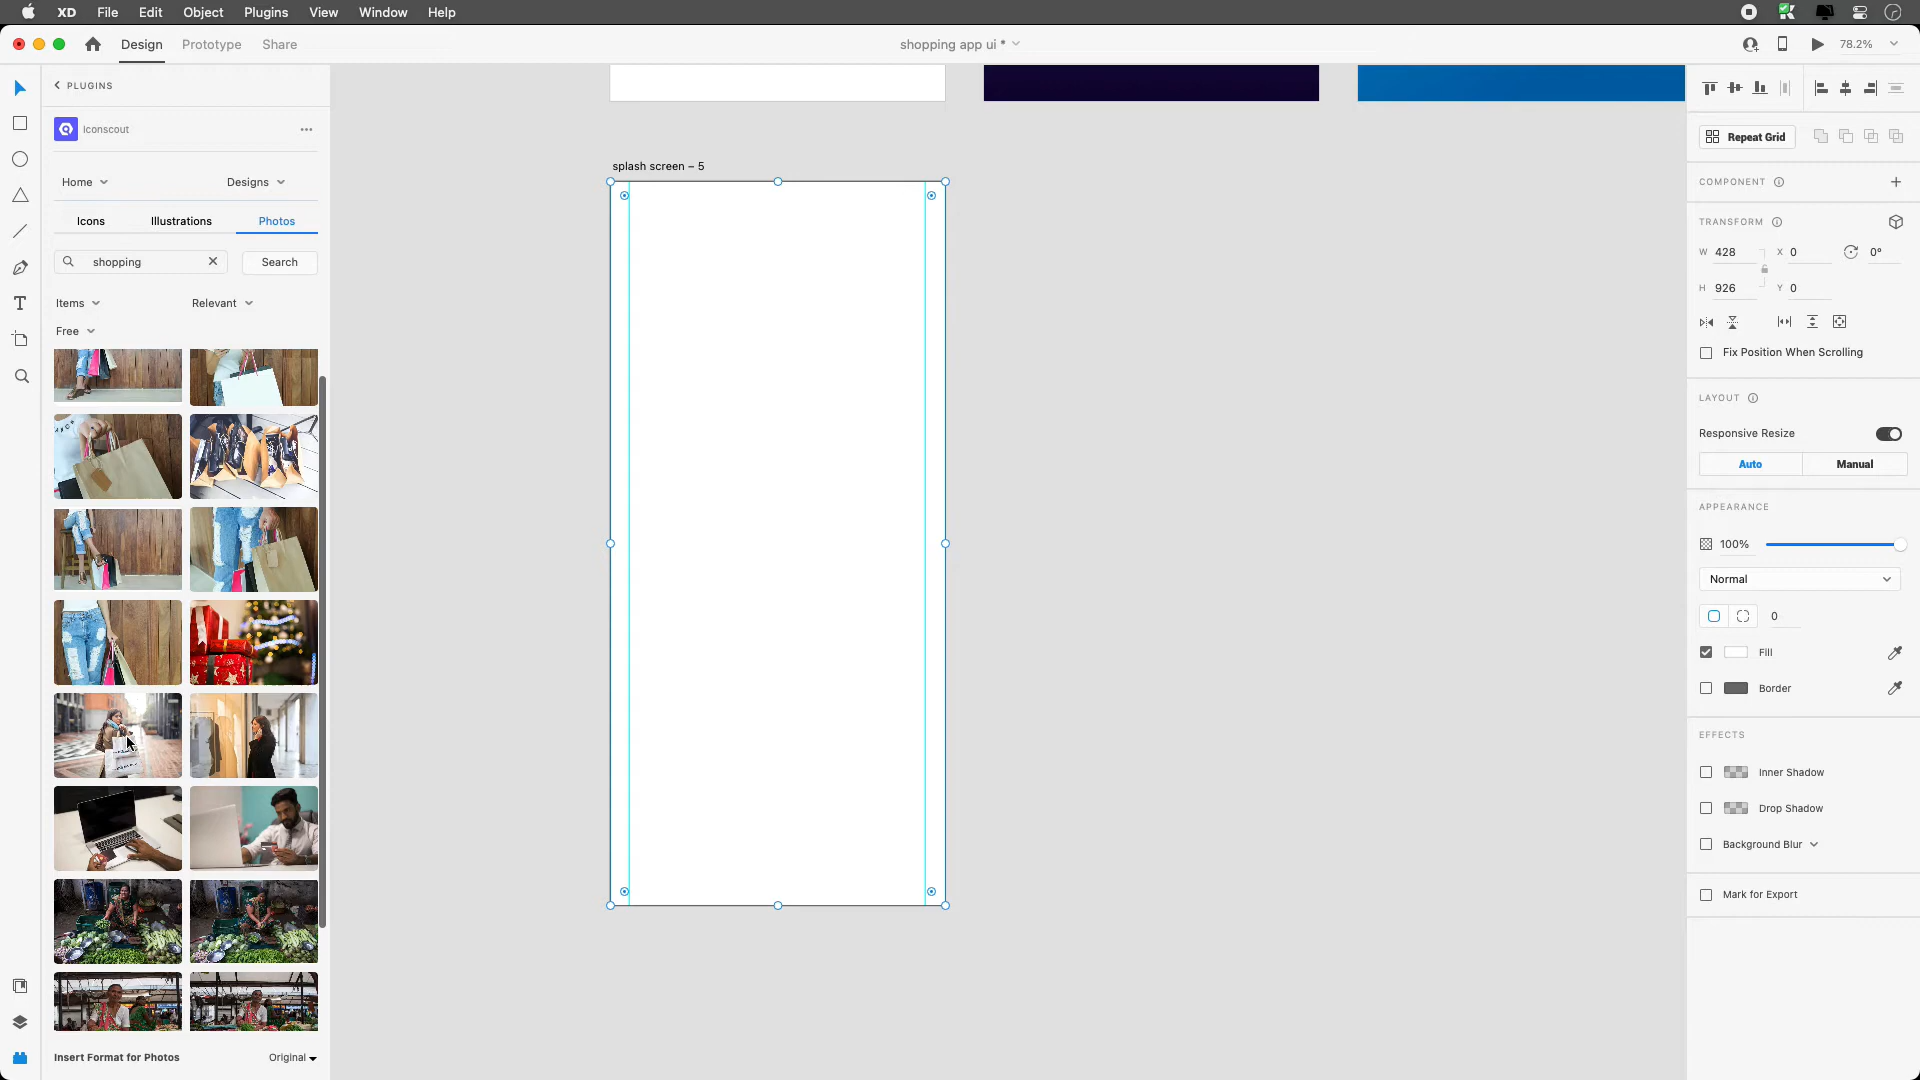 XD File Edit Object Plugins View Window Help
Design Prototype Share
shopping app ui *
78.2%
PLUGINS
Iconscout
Home Designs
Icons Illustrations Photos
shopping Search
Items Relevant
Free
Insert Format for Photos Original
splash screen – 5
Repeat Grid
COMPONENT
TRANSFORM
W 428 X 0 0°
H 926 Y 0
Fix Position When Scrolling
LAYOUT
Responsive Resize
Auto Manual
APPEARANCE
100%
Normal
0
Fill
Border
EFFECTS
Inner Shadow
Drop Shadow
Background Blur
Mark for Export